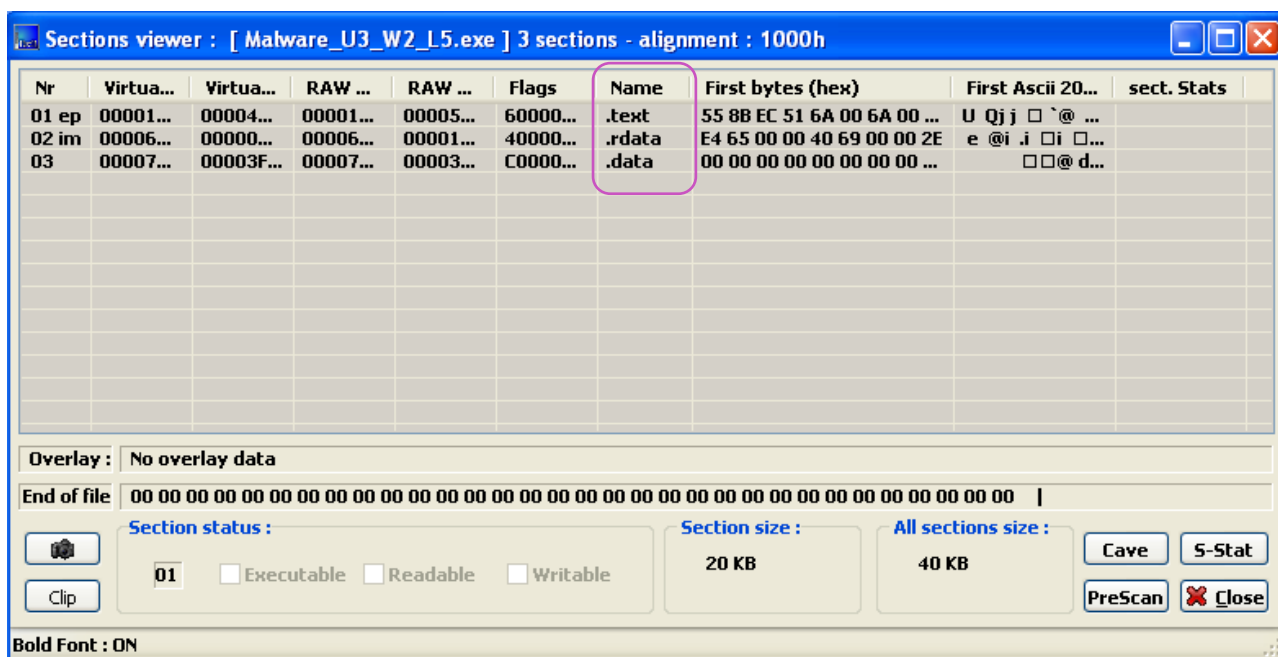 Sections viewer : [ Malware_U3_W2_L5.exe ] 3 sections - alignment : 1000h
Nr Virtua... Virtua... RAW ... RAW ... Flags Name First bytes (hex) First Ascii 20... sect. Stats
01 ep 00001... 00004... 00001... 00005... 60000... .text 55 8B EC 51 6A 00 6A 00 ... U Qj j □ `@ ...
02 im 00006... 00000... 00006... 00001... 40000... .rdata E4 65 00 00 40 69 00 00 2E e @i .i □i □...
03 00007... 00003F... 00007... 00003... C0000... .data 00 00 00 00 00 00 00 00 ... □□@ d...
Overlay : No overlay data
End of file 00 00 00 00 00 00 00 00 00 00 00 00 00 00 00 00 00 00 00 00 00 00 00 00 00 00 00 00 00 00 00 00 00 |
Section status :
01 Executable Readable Writable
Section size :
20 KB
All sections size :
40 KB
Cave S-Stat
Clip
PreScan Close
Bold Font : ON